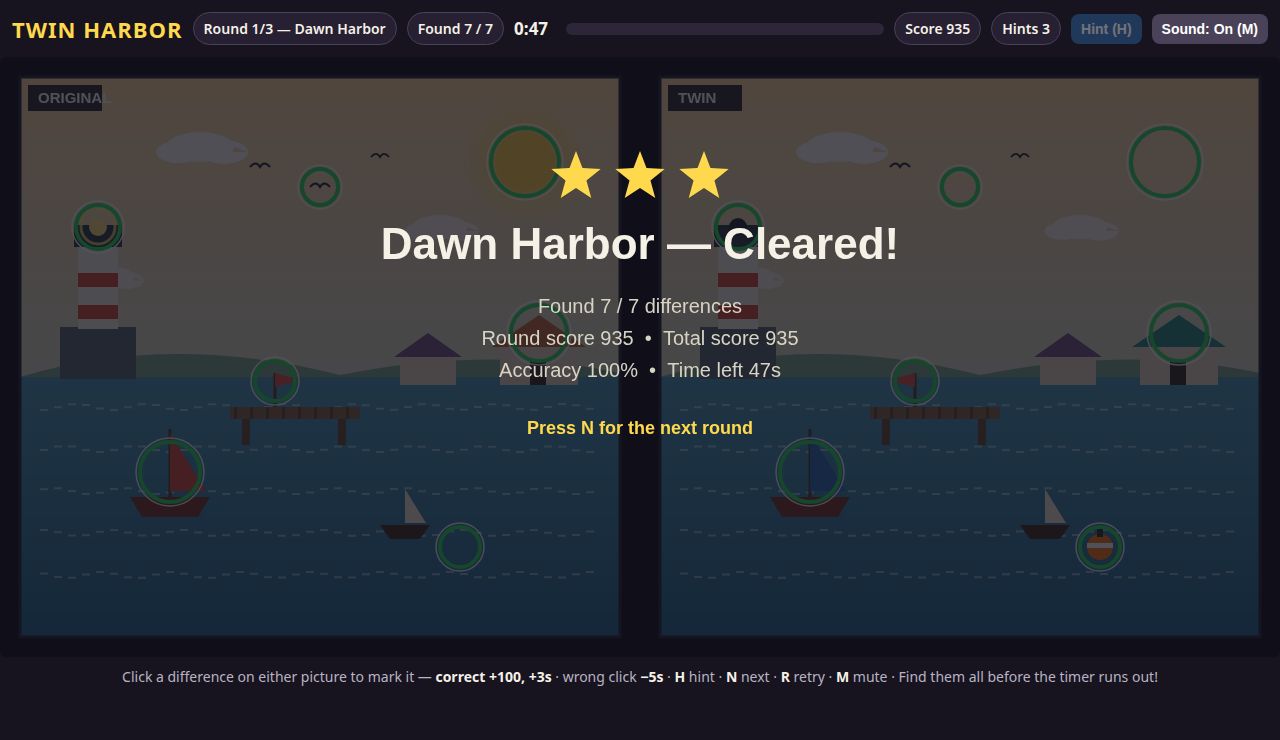 TWIN HARBOR
Round 1/3 — Dawn Harbor
Found 7 / 7
0:47
Score 935
Hints 3
Hint (H)
Sound: On (M)
ORIGINAL
TWIN
Dawn Harbor — Cleared!
Found 7 / 7 differences
Round score 935 • Total score 935
Accuracy 100% • Time left 47s
Press N for the next round
Click a difference on either picture to mark it — correct +100, +3s · wrong click −5s · H hint · N next · R retry · M mute · Find them all before the timer runs out!